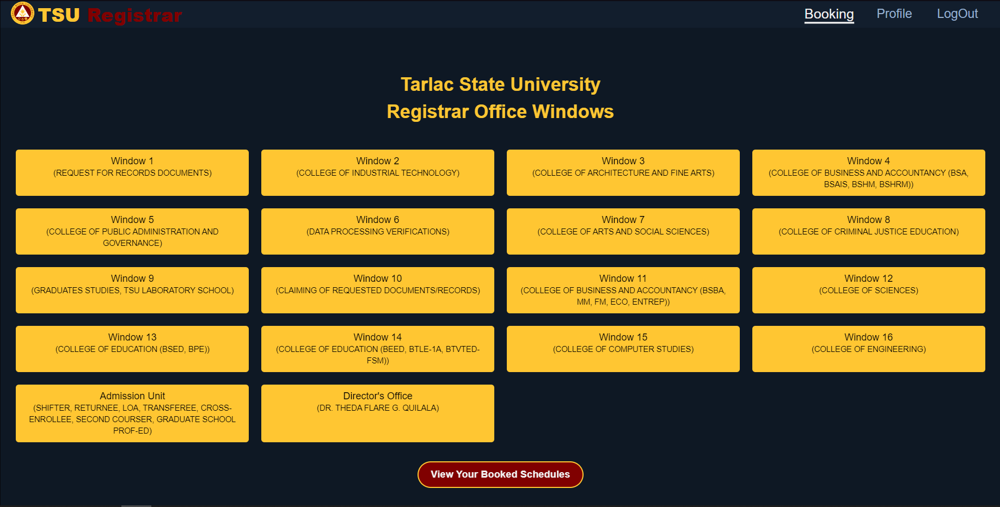 TSU Registrar
Booking
Profile
LogOut
Tarlac State University
Registrar Office Windows
Window 1
(REQUEST FOR RECORDS DOCUMENTS)
Window 2
(COLLEGE OF INDUSTRIAL TECHNOLOGY)
Window 3
(COLLEGE OF ARCHITECTURE AND FINE ARTS)
Window 4
(COLLEGE OF BUSINESS AND ACCOUNTANCY (BSA,
BSAIS, BSHM, BSHRM))
Window 5
(COLLEGE OF PUBLIC ADMINISTRATION AND
GOVERNANCE)
Window 6
(DATA PROCESSING VERIFICATIONS)
Window 7
(COLLEGE OF ARTS AND SOCIAL SCIENCES)
Window 8
(COLLEGE OF CRIMINAL JUSTICE EDUCATION)
Window 9
(GRADUATES STUDIES, TSU LABORATORY SCHOOL)
Window 10
(CLAIMING OF REQUESTED DOCUMENTS/RECORDS)
Window 11
(COLLEGE OF BUSINESS AND ACCOUNTANCY (BSBA,
MM, FM, ECO, ENTREP))
Window 12
(COLLEGE OF SCIENCES)
Window 13
(COLLEGE OF EDUCATION (BSED, BPE))
Window 14
(COLLEGE OF EDUCATION (BEED, BTLE-1A, BTVTED-
FSM))
Window 15
(COLLEGE OF COMPUTER STUDIES)
Window 16
(COLLEGE OF ENGINEERING)
Admission Unit
(SHIFTER, RETURNEE, LOA, TRANSFEREE, CROSS-
ENROLLEE, SECOND COURSER, GRADUATE SCHOOL
PROF-ED)
Director's Office
(DR. THEDA FLARE G. QUILALA)
View Your Booked Schedules